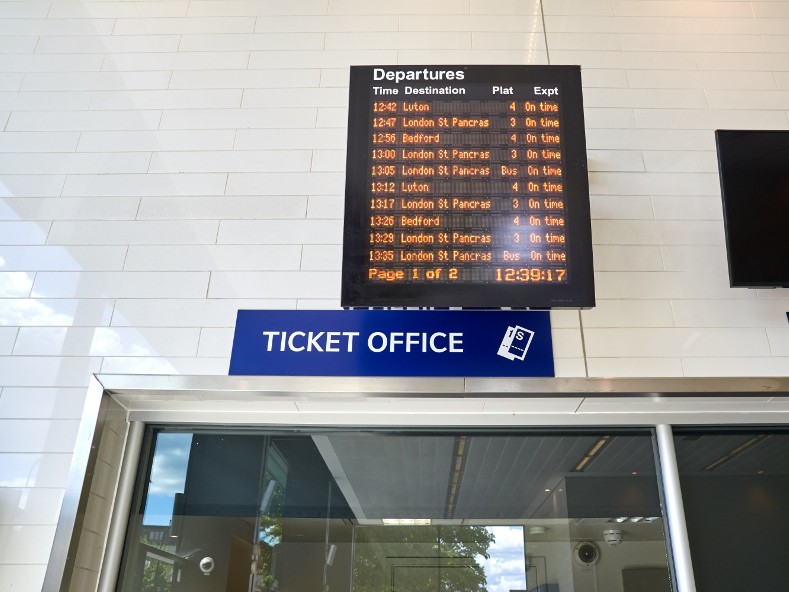 Departures
Time Destination Plat Expt
12:42 Luton 4 On time
12:47 London St Pancras 3 On time
12:56 Bedford 4 On time
13:00 London St Pancras 3 On time
13:05 London St Pancras Bus On time
13:12 Luton 4 On time
13:17 London St Pancras 3 On time
13:26 Bedford 4 On time
13:29 London St Pancras 3 On time
13:35 London St Pancras Bus On time
Page 1 of 2 12:39:17
TICKET OFFICE